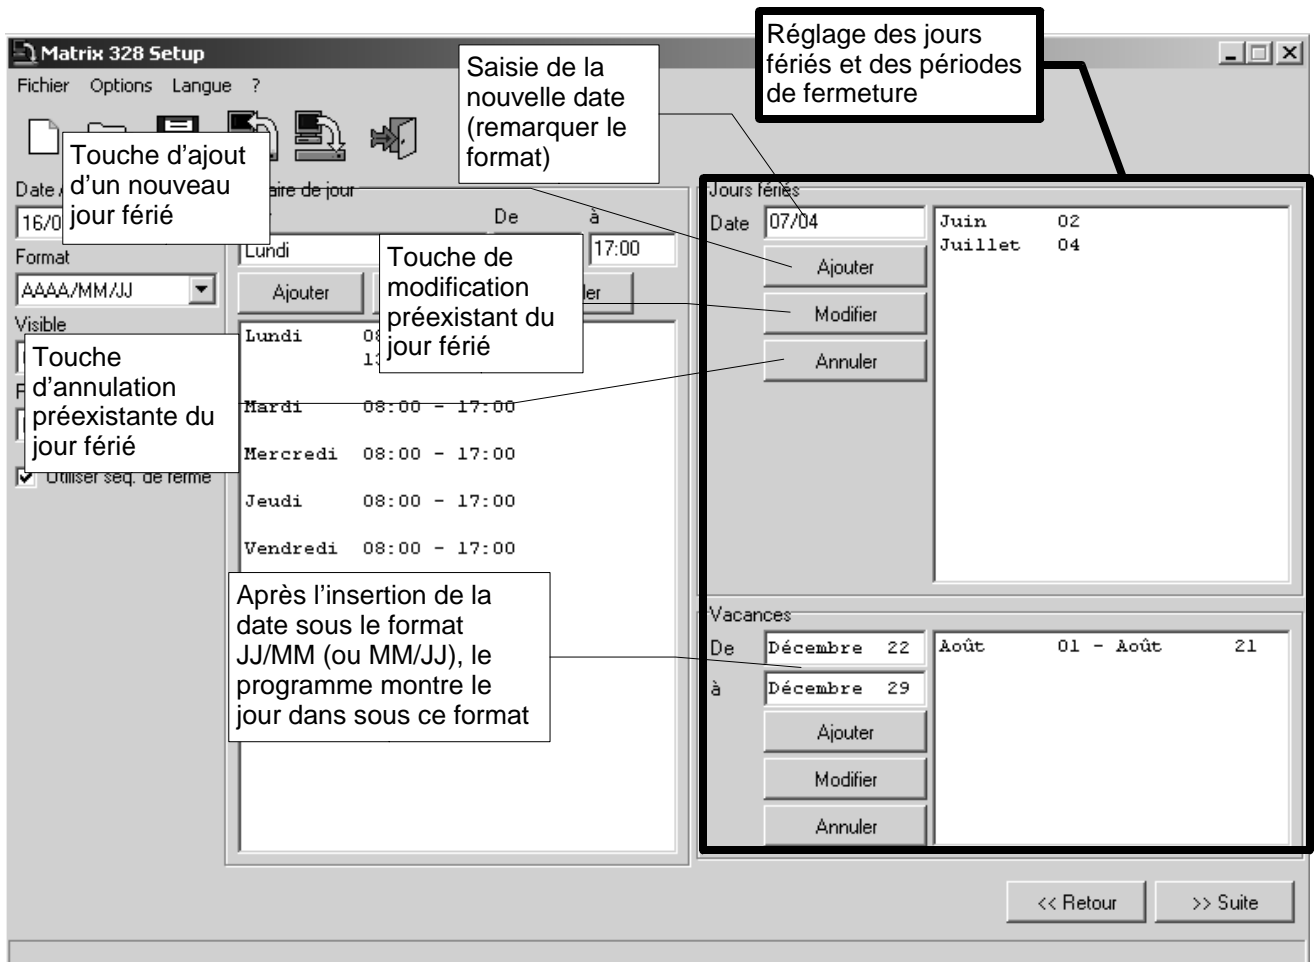 Réglage des jours
fériés et des périodes
de fermeture
Matrix 328 Setup
Saisie de la
nouvelle date
(remarquer le
format)
Fichier Options Langue ?
Touche d'ajout
d'un nouveau
jour férié
Date
aire de jour
Jours fériés
16/0
De à
Date 07/04
Juin 02
Juillet 04
Lundi
17:00
Format
Touche de
modification
préexistant du
jour férié
Ajouter
AAAA/MM/JJ
Ajouter
ler
Modifier
Visible
Annuler
Touche
d'annulation
préexistante du
jour férié
Lundi
Mardi 08:00 - 17:00
Mercredi 08:00 - 17:00
Utiliser seq. de ferme
Jeudi 08:00 - 17:00
Vendredi 08:00 - 17:00
Après l'insertion de la
date sous le format
JJ/MM (ou MM/JJ), le
programme montre le
jour dans sous ce format
Vacances
De Décembre 22
Août 01 - Août 21
à Décembre 29
Ajouter
Modifier
Annuler
<< Retour >> Suite